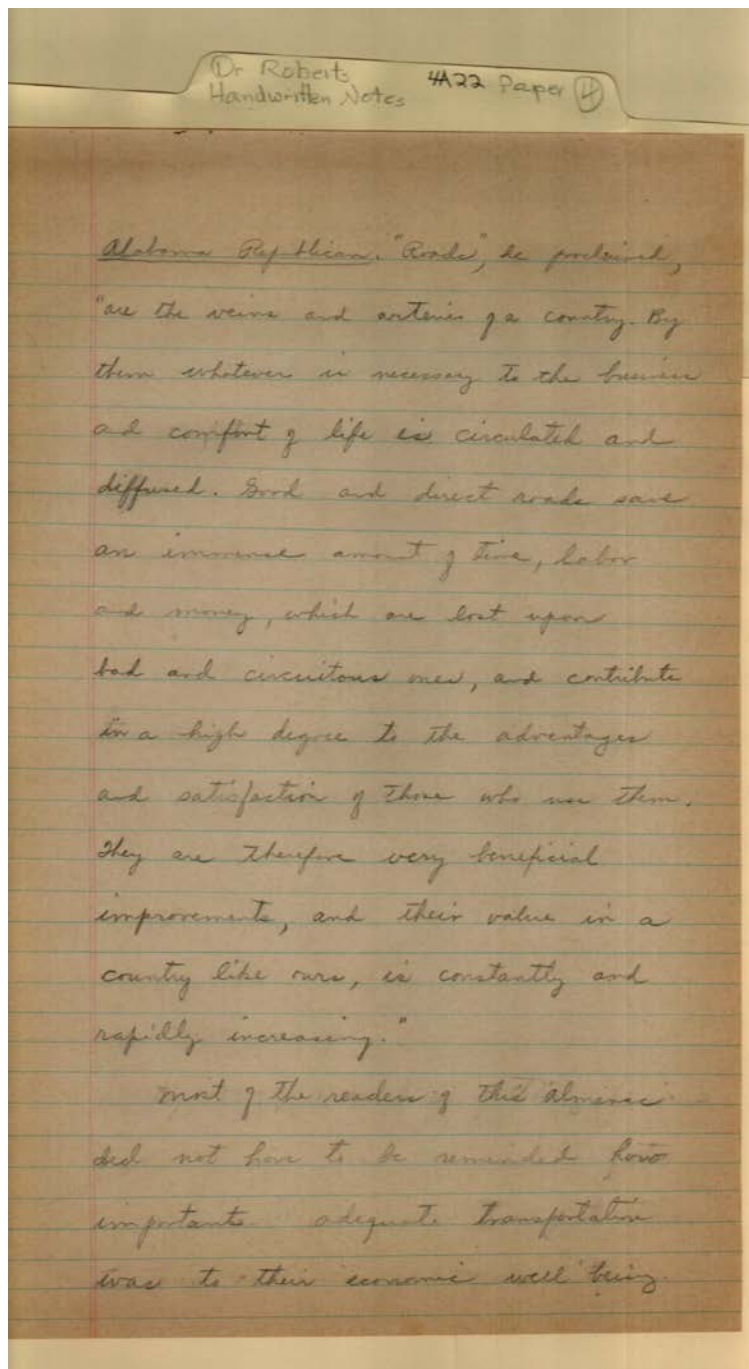 Dr Roberts
Handwritten Notes
4A22 Paper 4
Alabama Republican. "Roads", he proclaimed,
"are the veins and arteries of a country. By
them whatever is necessary to the business
and comfort of life is circulated and
diffused. Good and direct roads save
an immense amount of time, labor
and money, which are lost upon
bad and circuitous ones, and contribute
in a high degree to the advantages
and satisfaction of those who use them.
They are therefore very beneficial
improvements, and their value in a
country like ours, is constantly and
rapidly increasing."
Most of the readers of this almanac
did not have to be reminded how
important adequate transportation
was to their economic well being.